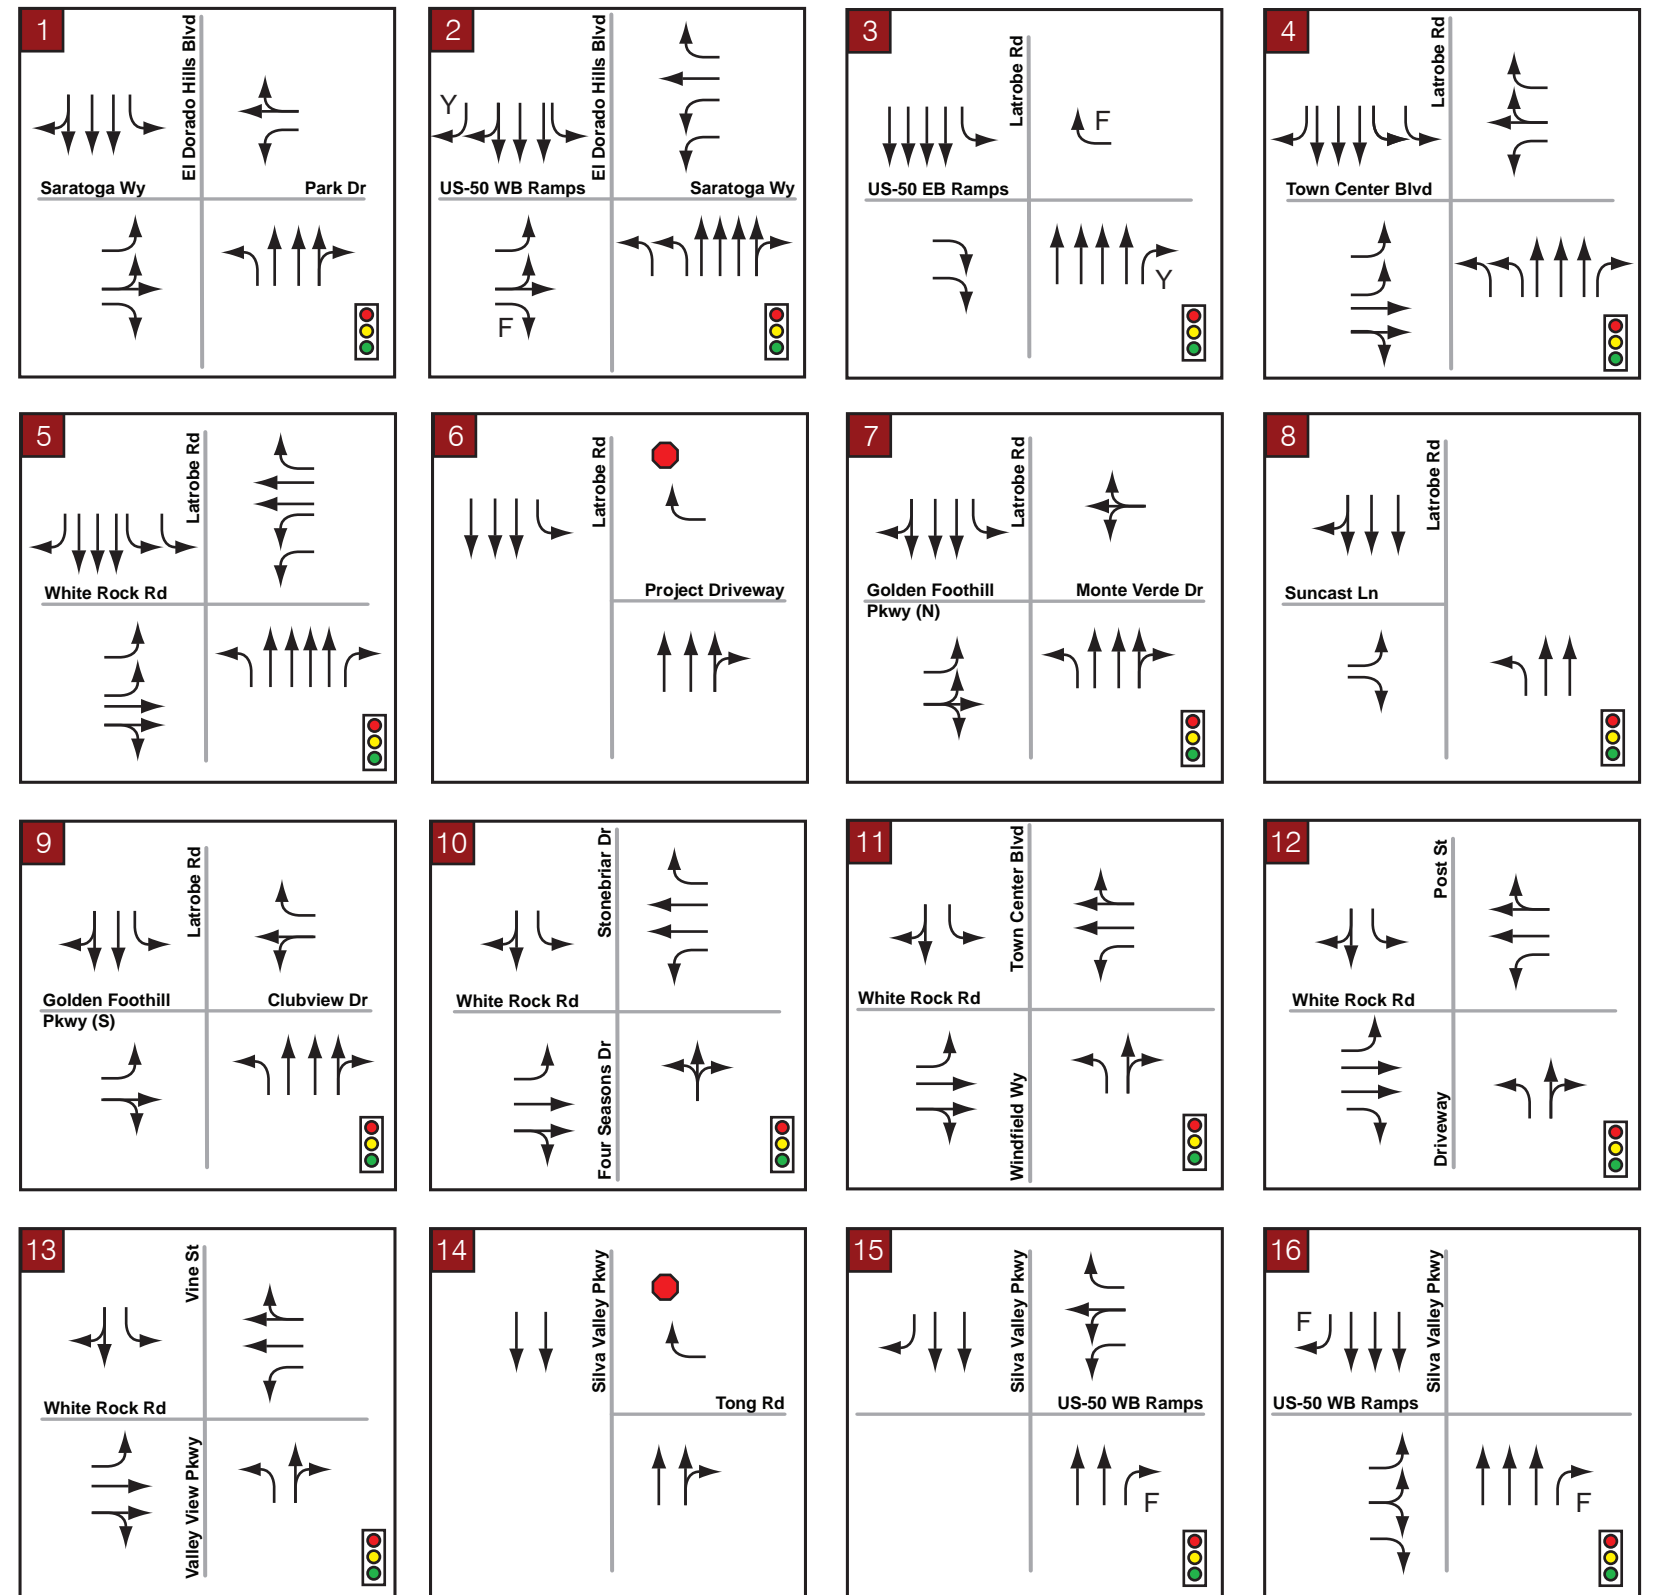 1
El Dorado Hills Blvd
Saratoga Wy
Park Dr
2
El Dorado Hills Blvd
Y
US-50 WB Ramps
Saratoga Wy
F
3
Latrobe Rd
F
US-50 EB Ramps
Y
4
Latrobe Rd
Town Center Blvd
5
Latrobe Rd
White Rock Rd
6
Latrobe Rd
Project Driveway
7
Latrobe Rd
Golden Foothill
Pkwy (N)
Monte Verde Dr
8
Latrobe Rd
Suncast Ln
9
Latrobe Rd
Golden Foothill
Pkwy (S)
Clubview Dr
10
Stonebriar Dr
White Rock Rd
Four Seasons Dr
11
Town Center Blvd
White Rock Rd
Windfield Wy
12
Post St
White Rock Rd
Driveway
13
Vine St
White Rock Rd
Valley View Pkwy
14
Silva Valley Pkwy
Tong Rd
15
Silva Valley Pkwy
US-50 WB Ramps
F
16
Silva Valley Pkwy
F
US-50 WB Ramps
F